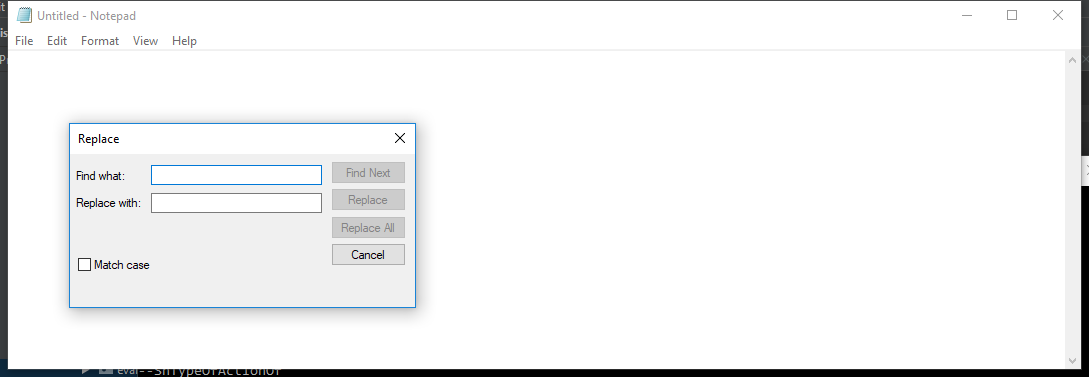 Untitled - Notepad
File Edit Format View Help
Replace
Find what:
Find Next
Replace with:
Replace
Replace All
Cancel
Match case
eval--ShTypeOfActionOf